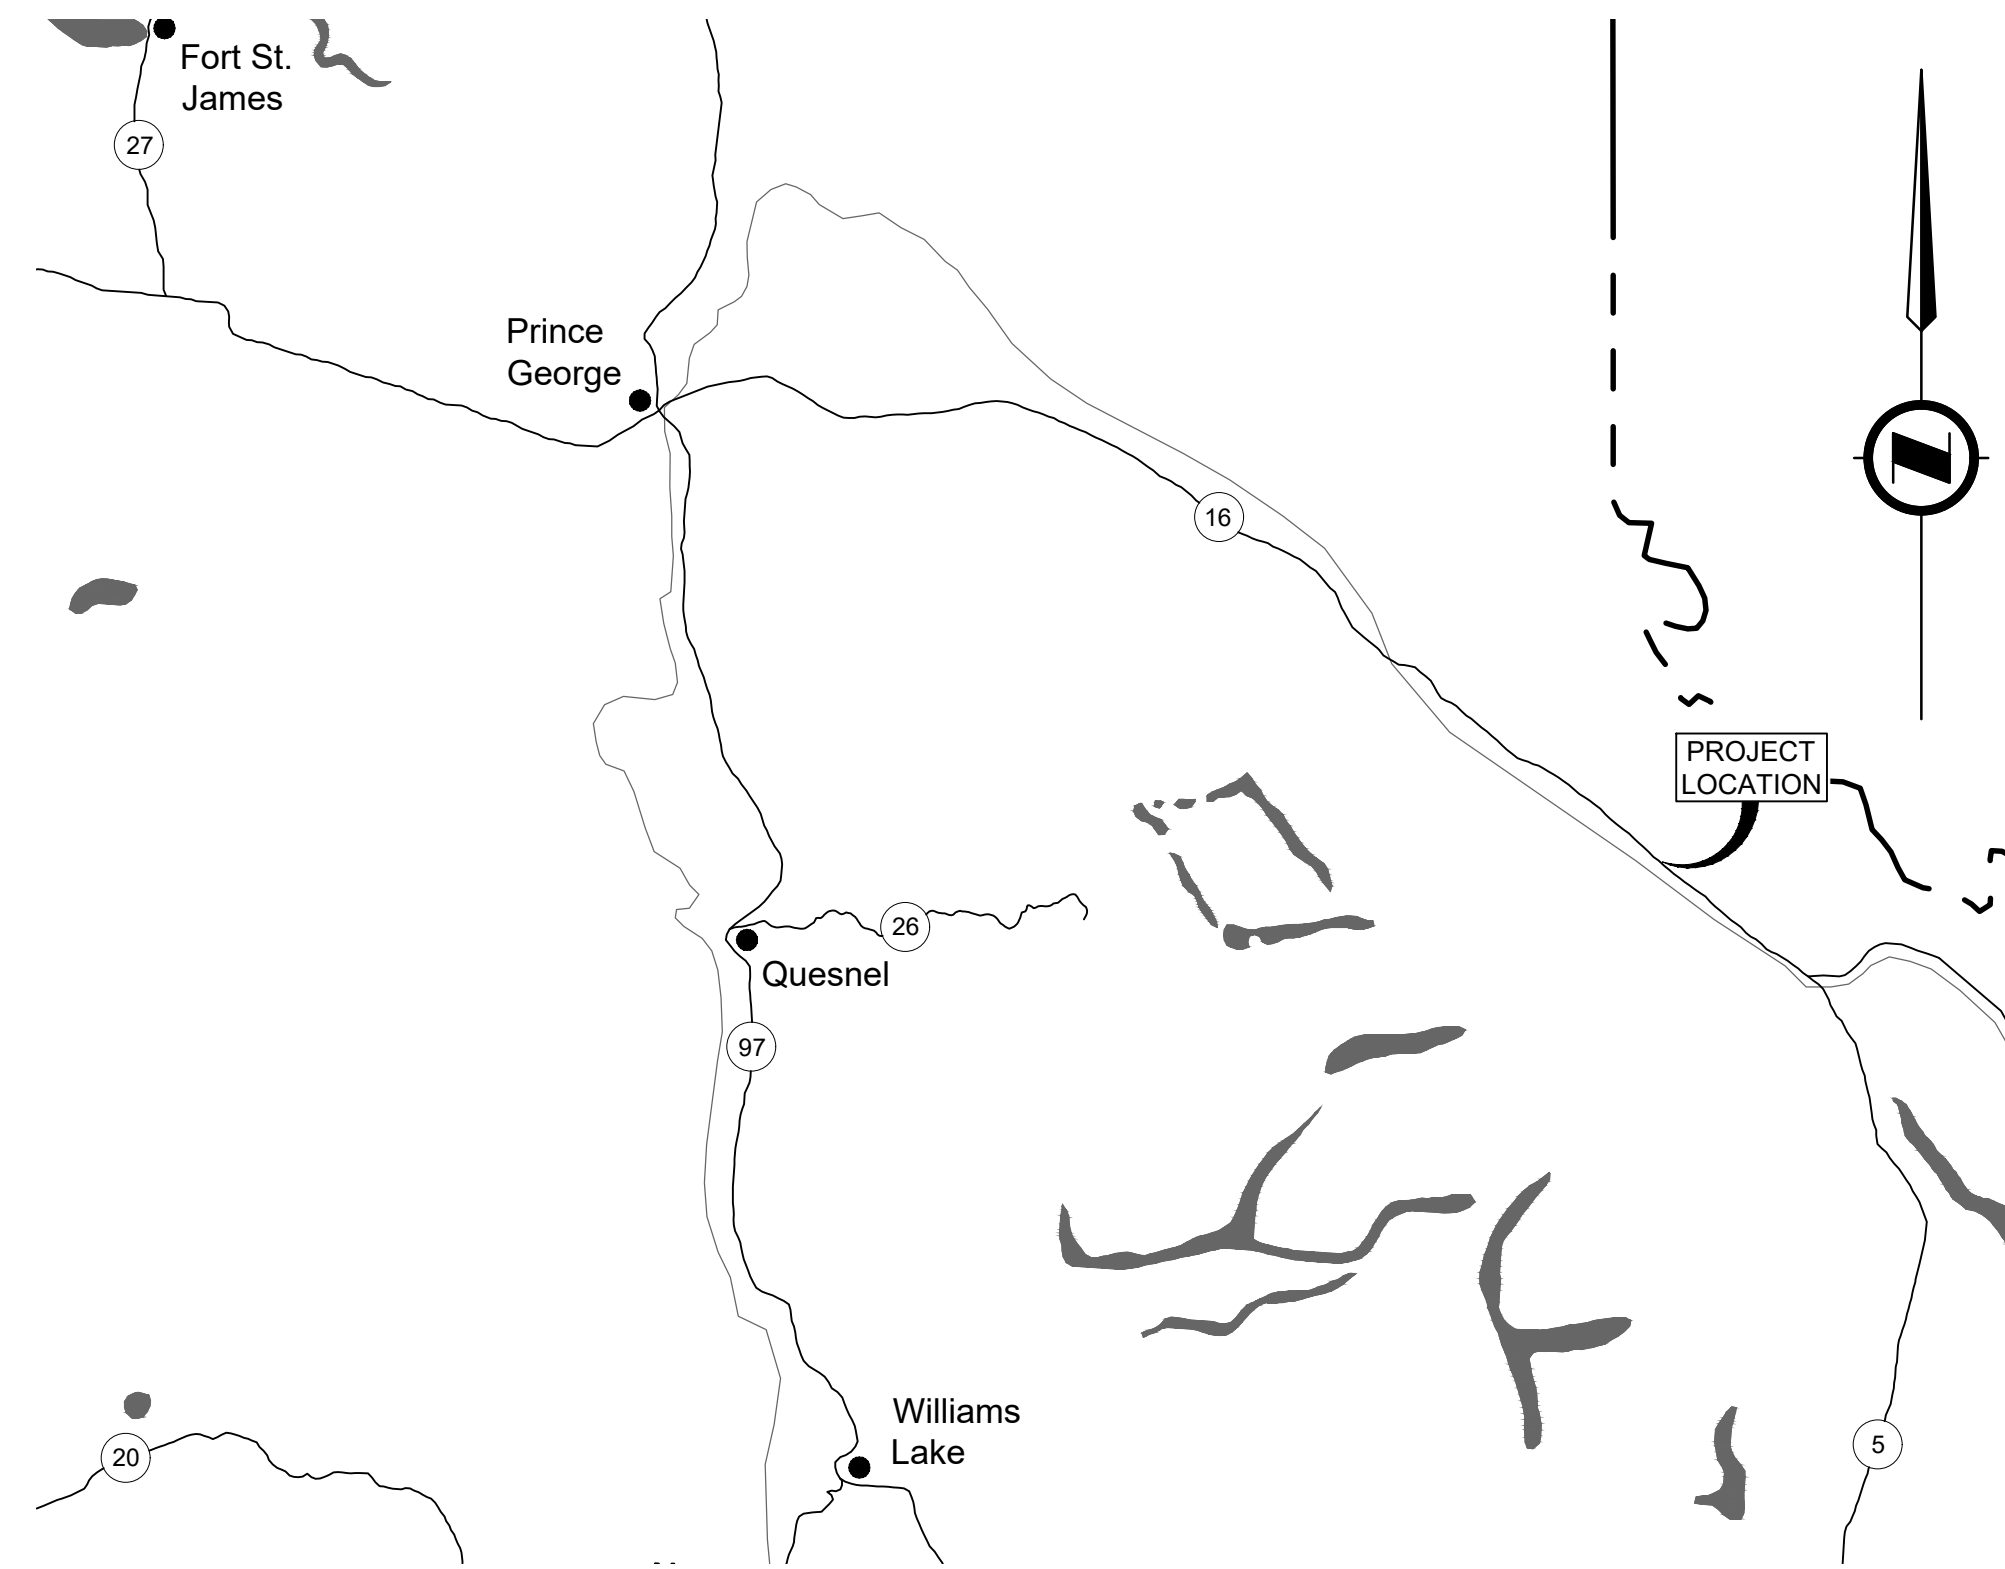 Fort St.
James
27
Prince
George
16
PROJECT
LOCATION
26
Quesnel
97
Williams
Lake
20
5